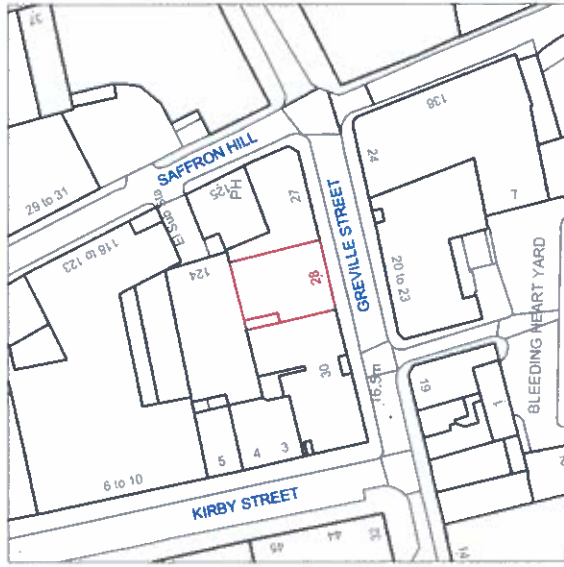 37
29 to 31
SAFFRON HILL
El Sub Sta
PH
125
116 to 123
124
27
28
GREVILLE STREET
138
24
7
20 to 23
BLEEDING HEART YARD
30
16.9m
19
1
6 to 10
5
4
3
KIRBY STREET
45
44
14